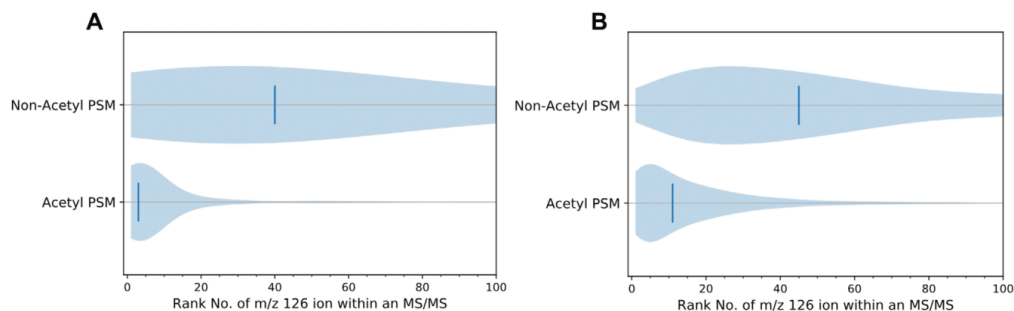 A
Non-Acetyl PSM
Acetyl PSM
0 20 40 60 80 100
Rank No. of m/z 126 ion within an MS/MS
B
Non-Acetyl PSM
Acetyl PSM
0 20 40 60 80 100
Rank No. of m/z 126 ion within an MS/MS